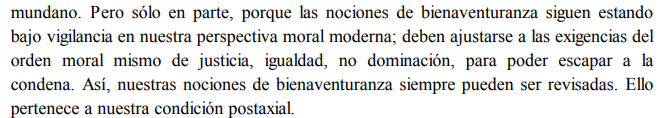 mundano. Pero sólo en parte, porque las nociones de bienaventuranza siguen estando
bajo vigilancia en nuestra perspectiva moral moderna; deben ajustarse a las exigencias del
orden moral mismo de justicia, igualdad, no dominación, para poder escapar a la
condena. Así, nuestras nociones de bienaventuranza siempre pueden ser revisadas. Ello
pertenece a nuestra condición postaxial.